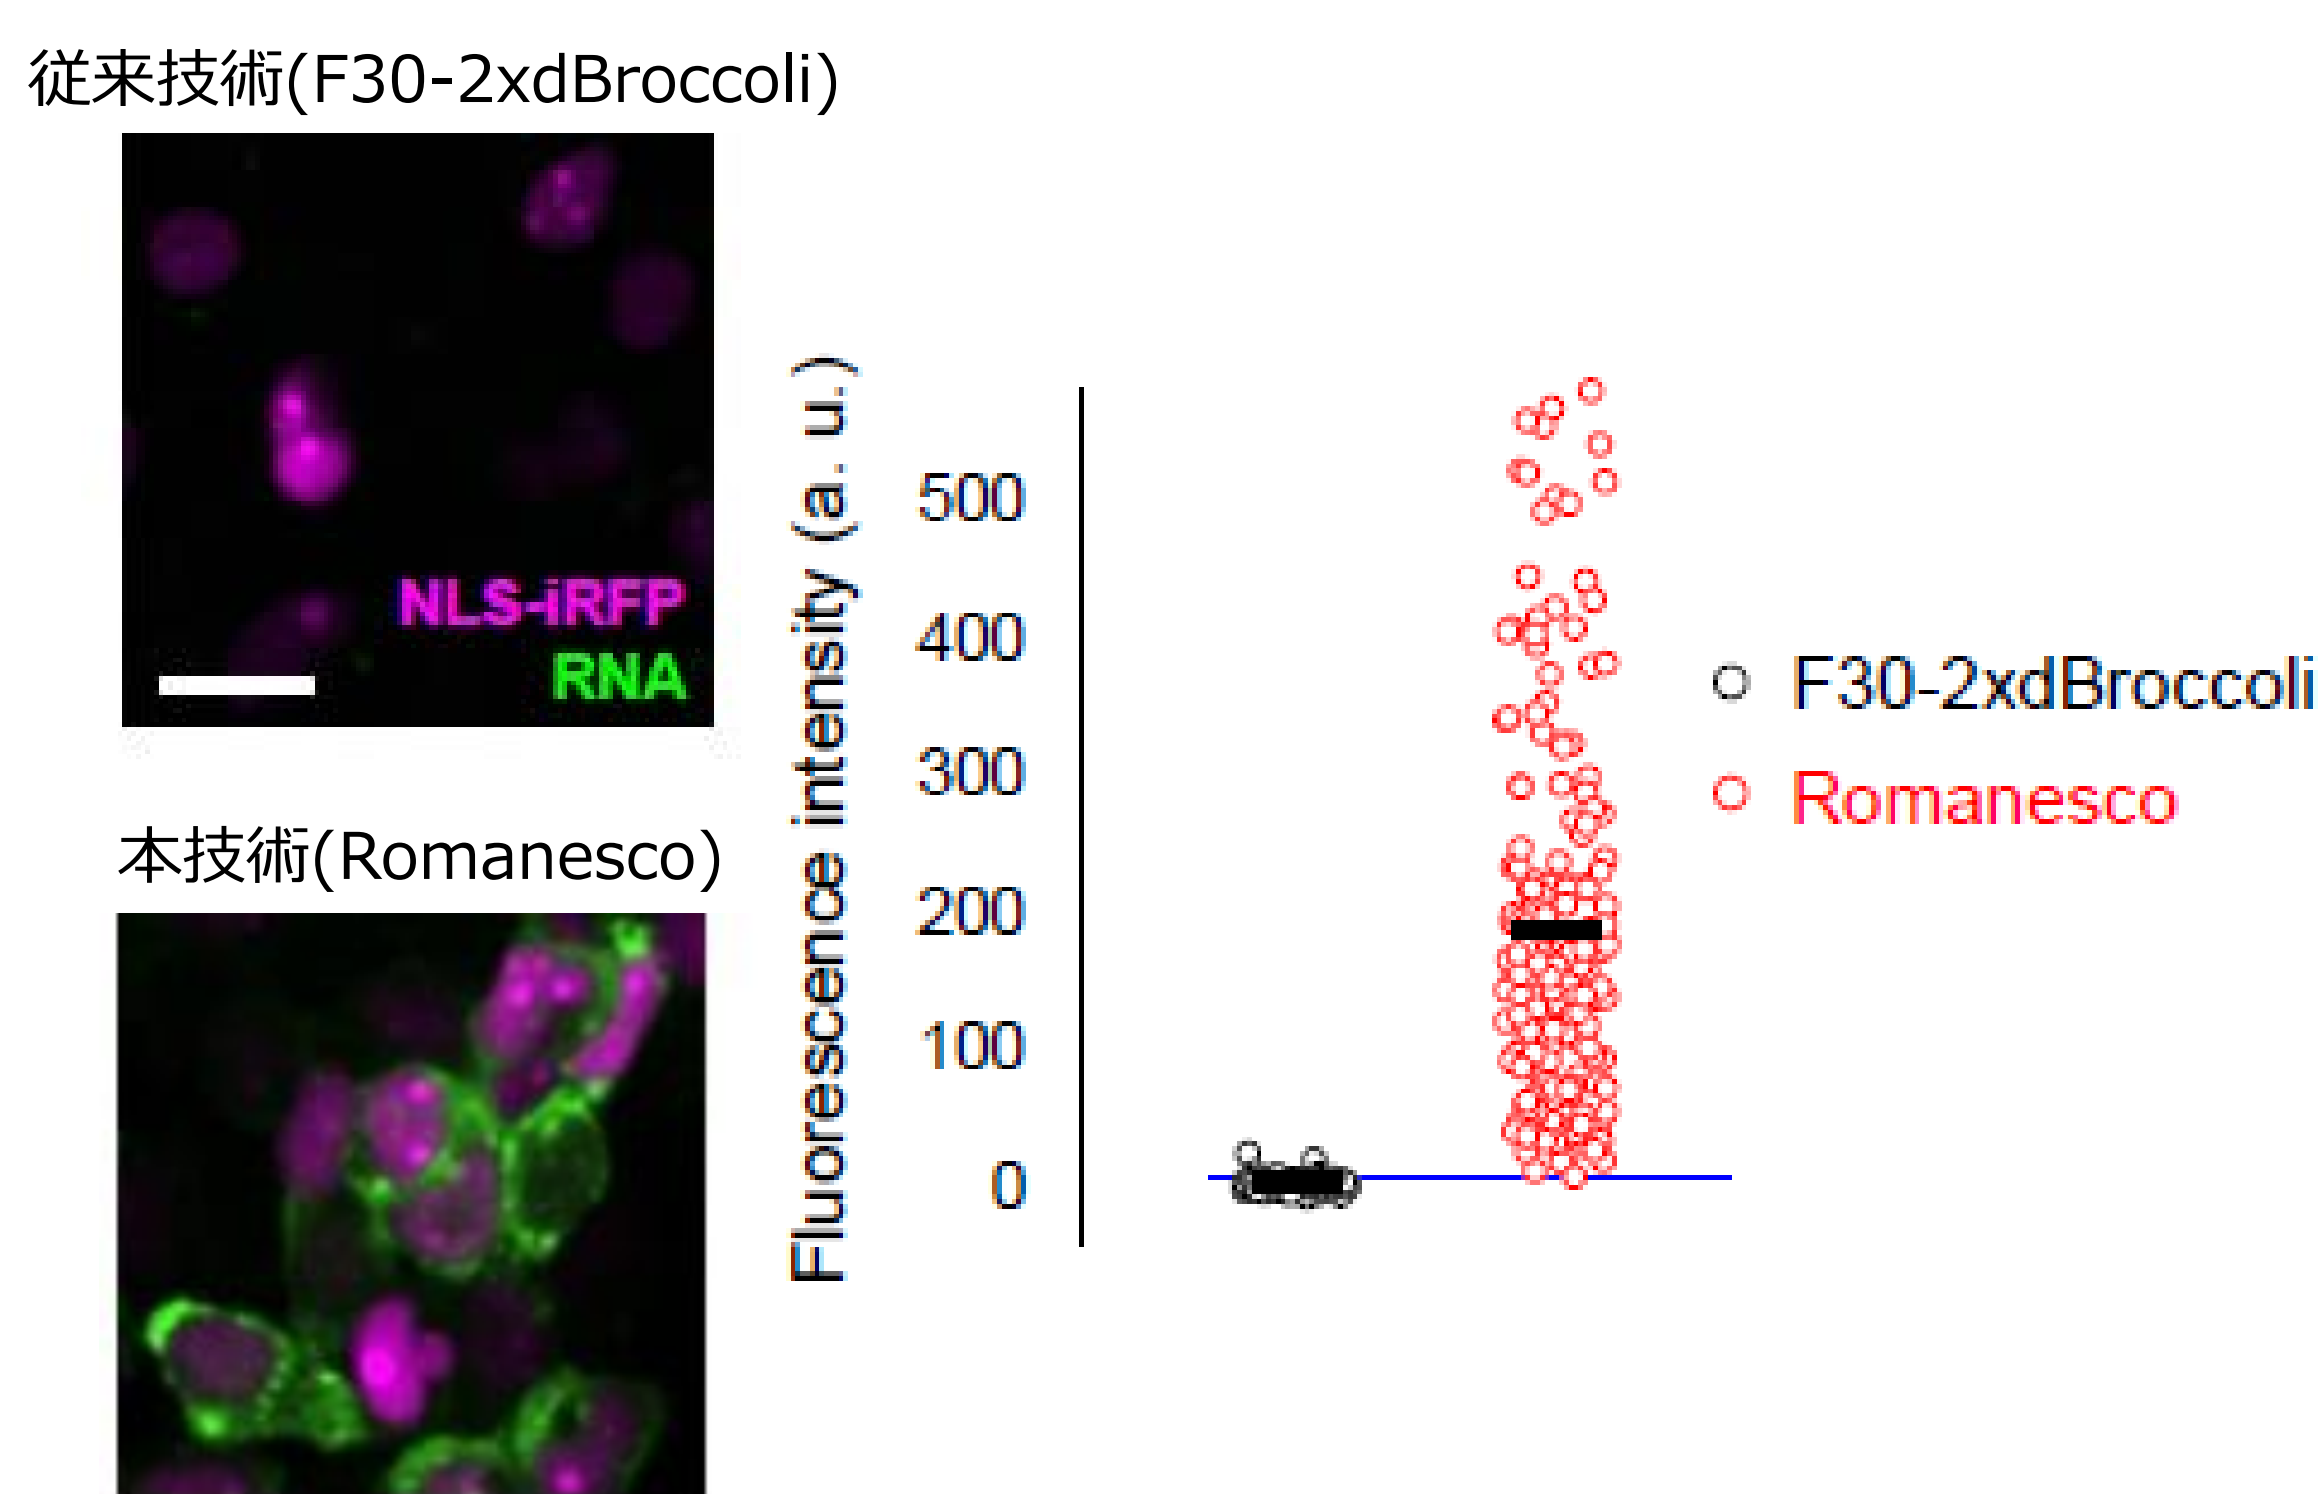 従来技術(F30-2xdBroccoli)
NLS-iRFP
RNA
本技術(Romanesco)
Fluorescence intensity (a. u.)
500
400
300
200
100
0
F30-2xdBroccoli
Romanesco